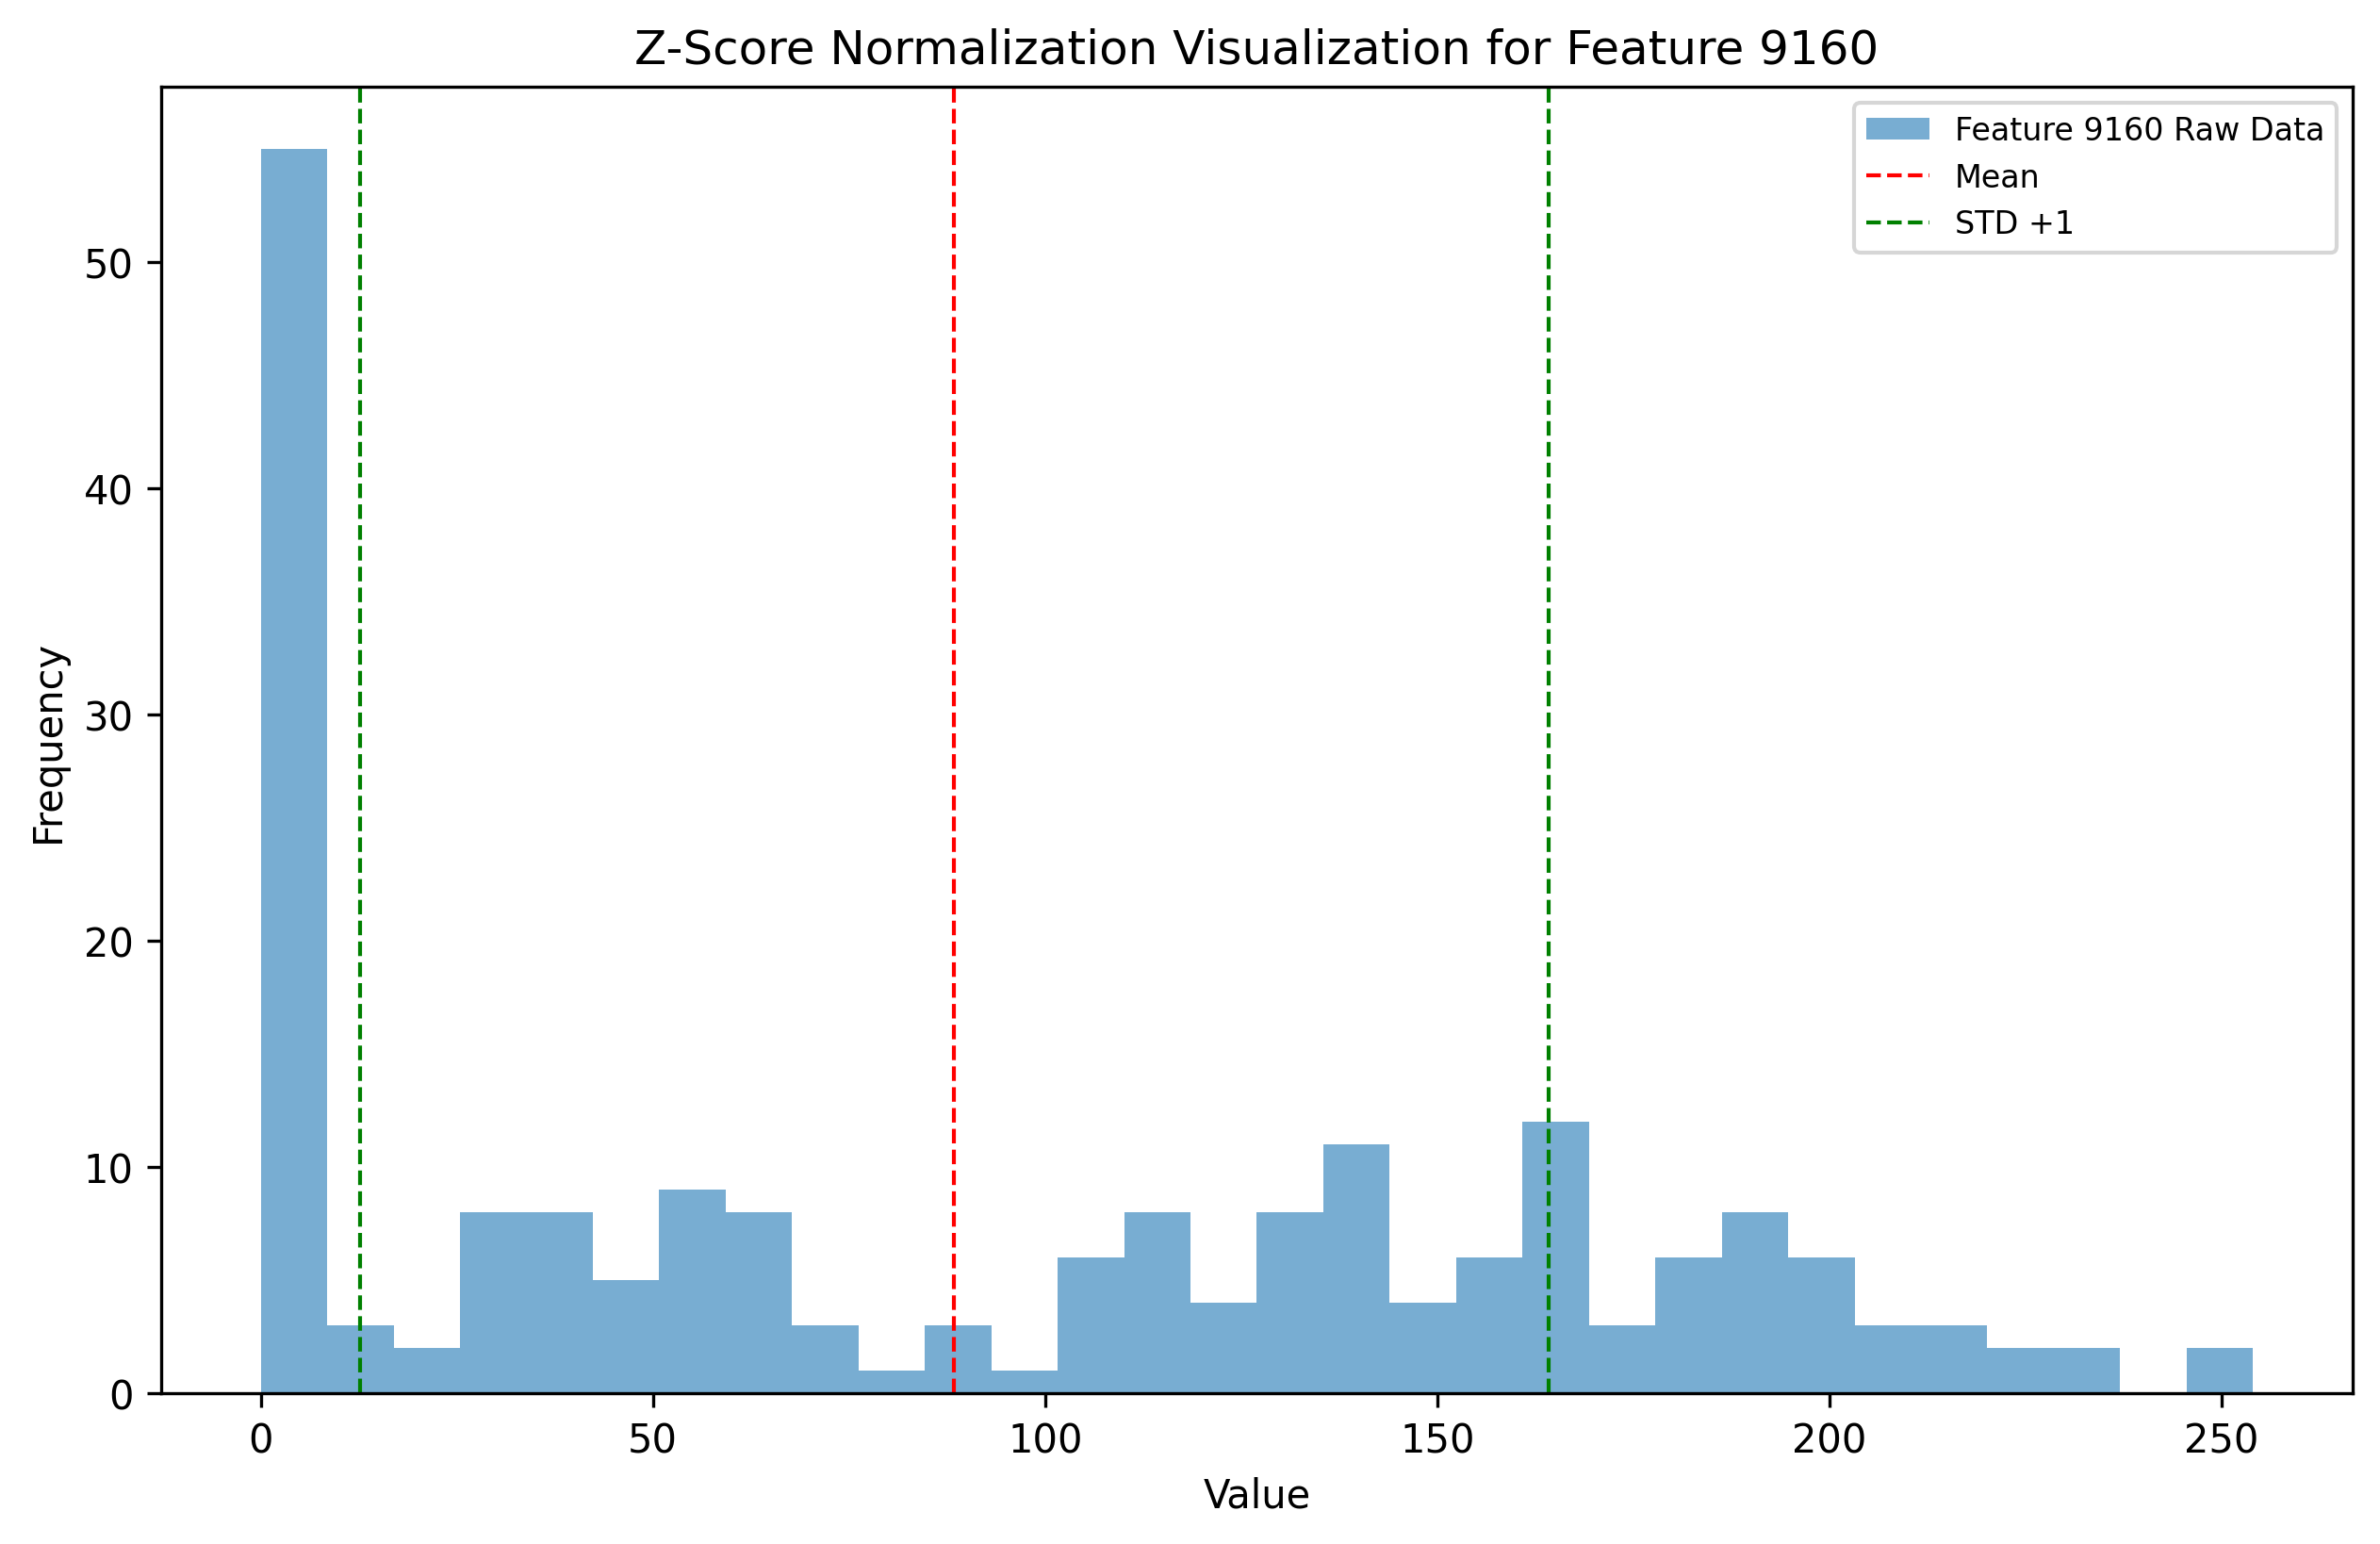 Z-Score Normalization Visualization for Feature 9160
Feature 9160 Raw Data
Mean
STD +1
50
40
30
20
10
0
Frequency
0 50 100 150 200 250
Value